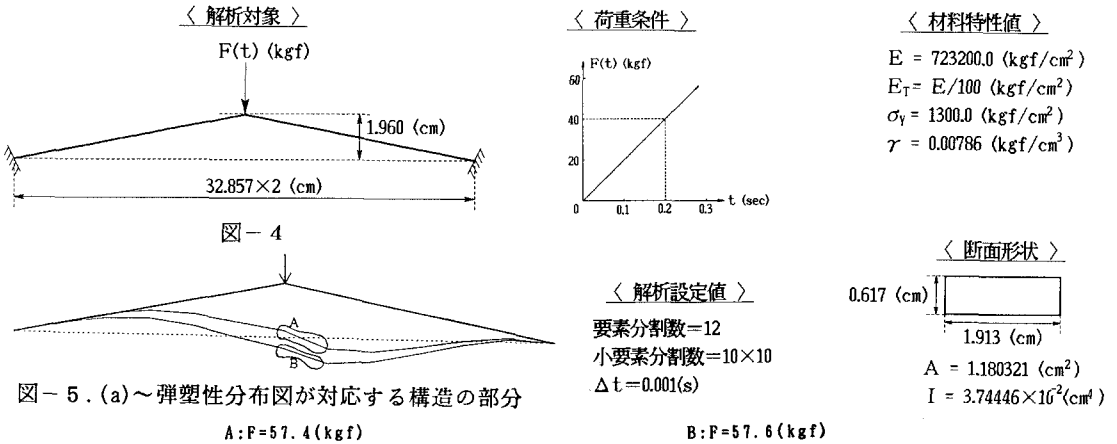 〈 解析対象 〉
F(t) (kgf)
1.960 (cm)
32.857×2 (cm)
図－4
〈 荷重条件 〉
F(t) (kgf)
60
40
20
0
0.1
0.2
0.3
t (sec)
〈 材料特性値 〉
E = 723200.0 (kgf/cm²)
E_T = E/100 (kgf/cm²)
σ_Y = 1300.0 (kgf/cm²)
γ = 0.00786 (kgf/cm³)
A
B
図－5.(a)～弾塑性分布図が対応する構造の部分
〈 解析設定値 〉
要素分割数=12
小要素分割数=10×10
Δt=0.001(s)
〈 断面形状 〉
0.617 (cm)
1.913 (cm)
A = 1.180321 (cm²)
I = 3.74446×10⁻²(cm⁴)
A:F=57.4(kgf)
B:F=57.6(kgf)